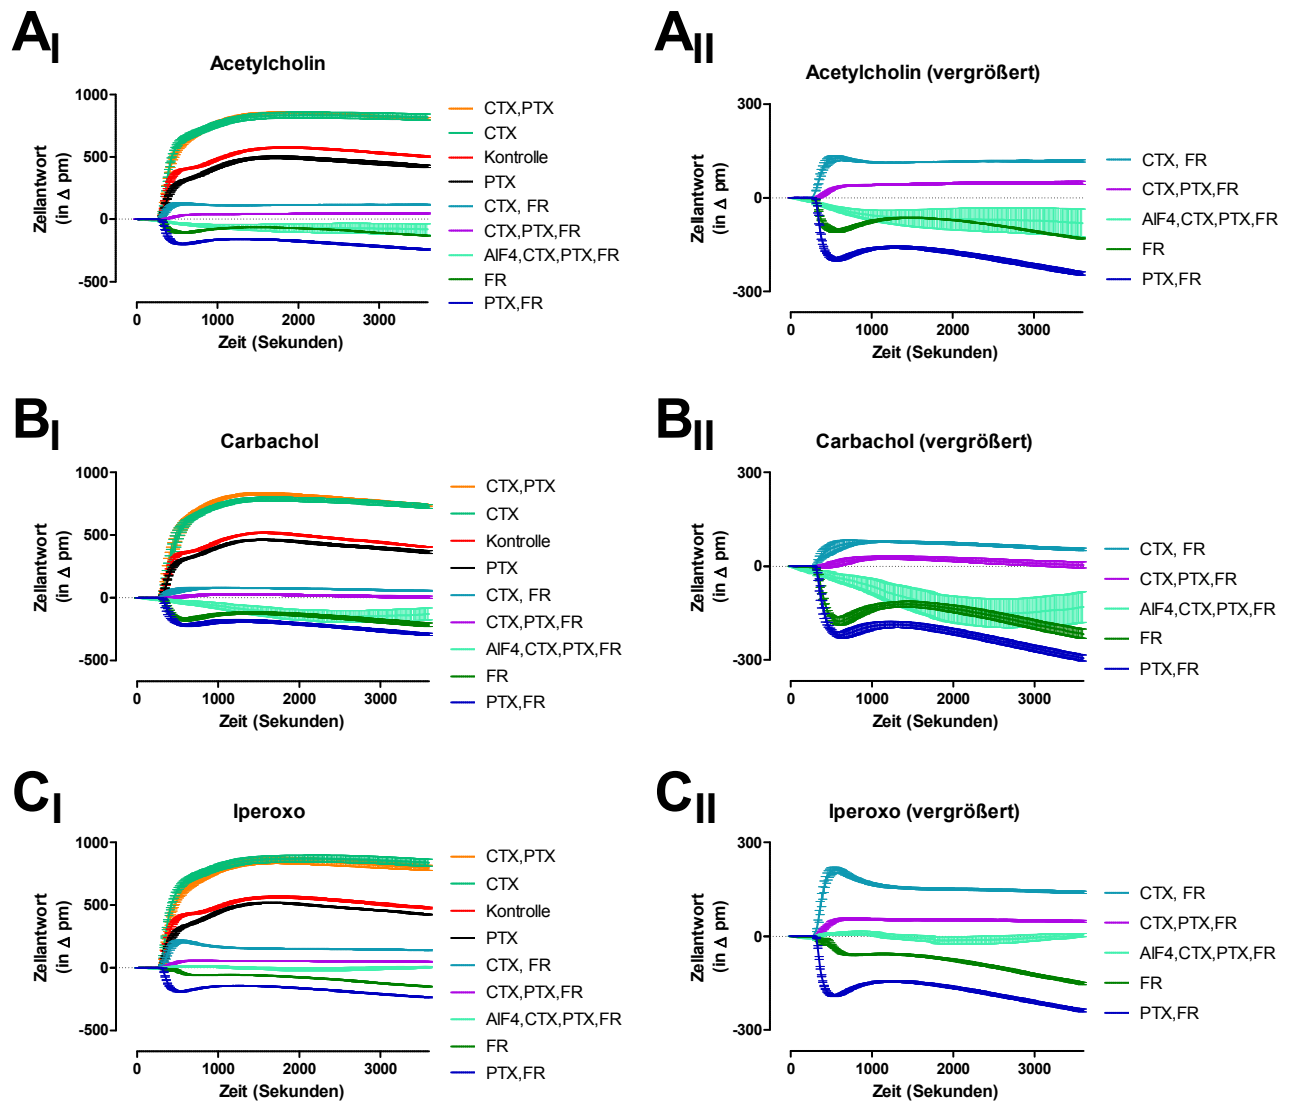 AI
Acetylcholin
1000
500
0
-500
Zellantwort
(in Δ pm)
0 1000 2000 3000
Zeit (Sekunden)
CTX,PTX
CTX
Kontrolle
PTX
CTX, FR
CTX,PTX,FR
AlF4,CTX,PTX,FR
FR
PTX,FR
AII
Acetylcholin (vergrößert)
300
0
-300
Zellantwort
(in Δ pm)
0 1000 2000 3000
Zeit (Sekunden)
CTX, FR
CTX,PTX,FR
AlF4,CTX,PTX,FR
FR
PTX,FR
BI
Carbachol
1000
500
0
-500
Zellantwort
(in Δ pm)
0 1000 2000 3000
Zeit (Sekunden)
CTX,PTX
CTX
Kontrolle
PTX
CTX, FR
CTX,PTX,FR
AlF4,CTX,PTX,FR
FR
PTX,FR
BII
Carbachol (vergrößert)
300
0
-300
Zellantwort
(in Δ pm)
0 1000 2000 3000
Zeit (Sekunden)
CTX, FR
CTX,PTX,FR
AlF4,CTX,PTX,FR
FR
PTX,FR
CI
Iperoxo
1000
500
0
-500
Zellantwort
(in Δ pm)
0 1000 2000 3000
Zeit (Sekunden)
CTX,PTX
CTX
Kontrolle
PTX
CTX, FR
CTX,PTX,FR
AlF4,CTX,PTX,FR
FR
PTX,FR
CII
Iperoxo (vergrößert)
300
0
-300
Zellantwort
(in Δ pm)
0 1000 2000 3000
Zeit (Sekunden)
CTX, FR
CTX,PTX,FR
AlF4,CTX,PTX,FR
FR
PTX,FR